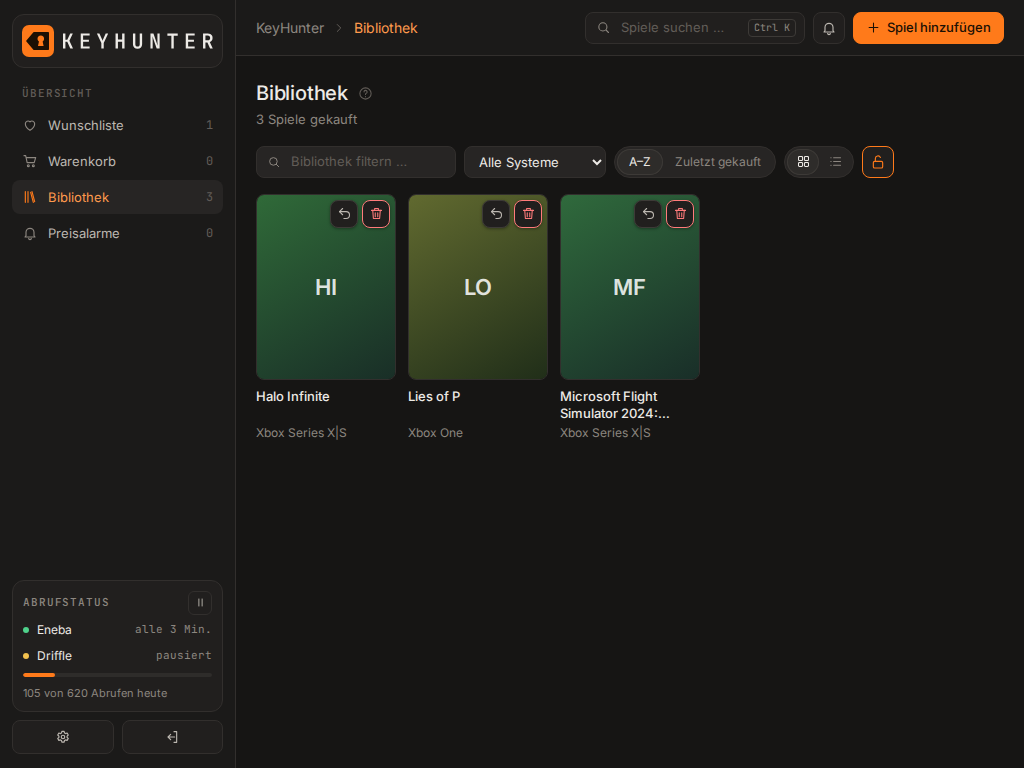 KEYHUNTER
KeyHunter
Bibliothek
Spiele suchen ...
Ctrl K
Spiel hinzufügen
ÜBERSICHT
Wunschliste 1
Warenkorb 0
Bibliothek 3
Preisalarme 0
Bibliothek
3 Spiele gekauft
Bibliothek filtern ...
Alle Systeme
A–Z
Zuletzt gekauft
HI
LO
MF
Halo Infinite
Xbox Series X|S
Lies of P
Xbox One
Microsoft Flight
Simulator 2024:...
Xbox Series X|S
ABRUFSTATUS
Eneba alle 3 Min.
Driffle pausiert
105 von 620 Abrufen heute